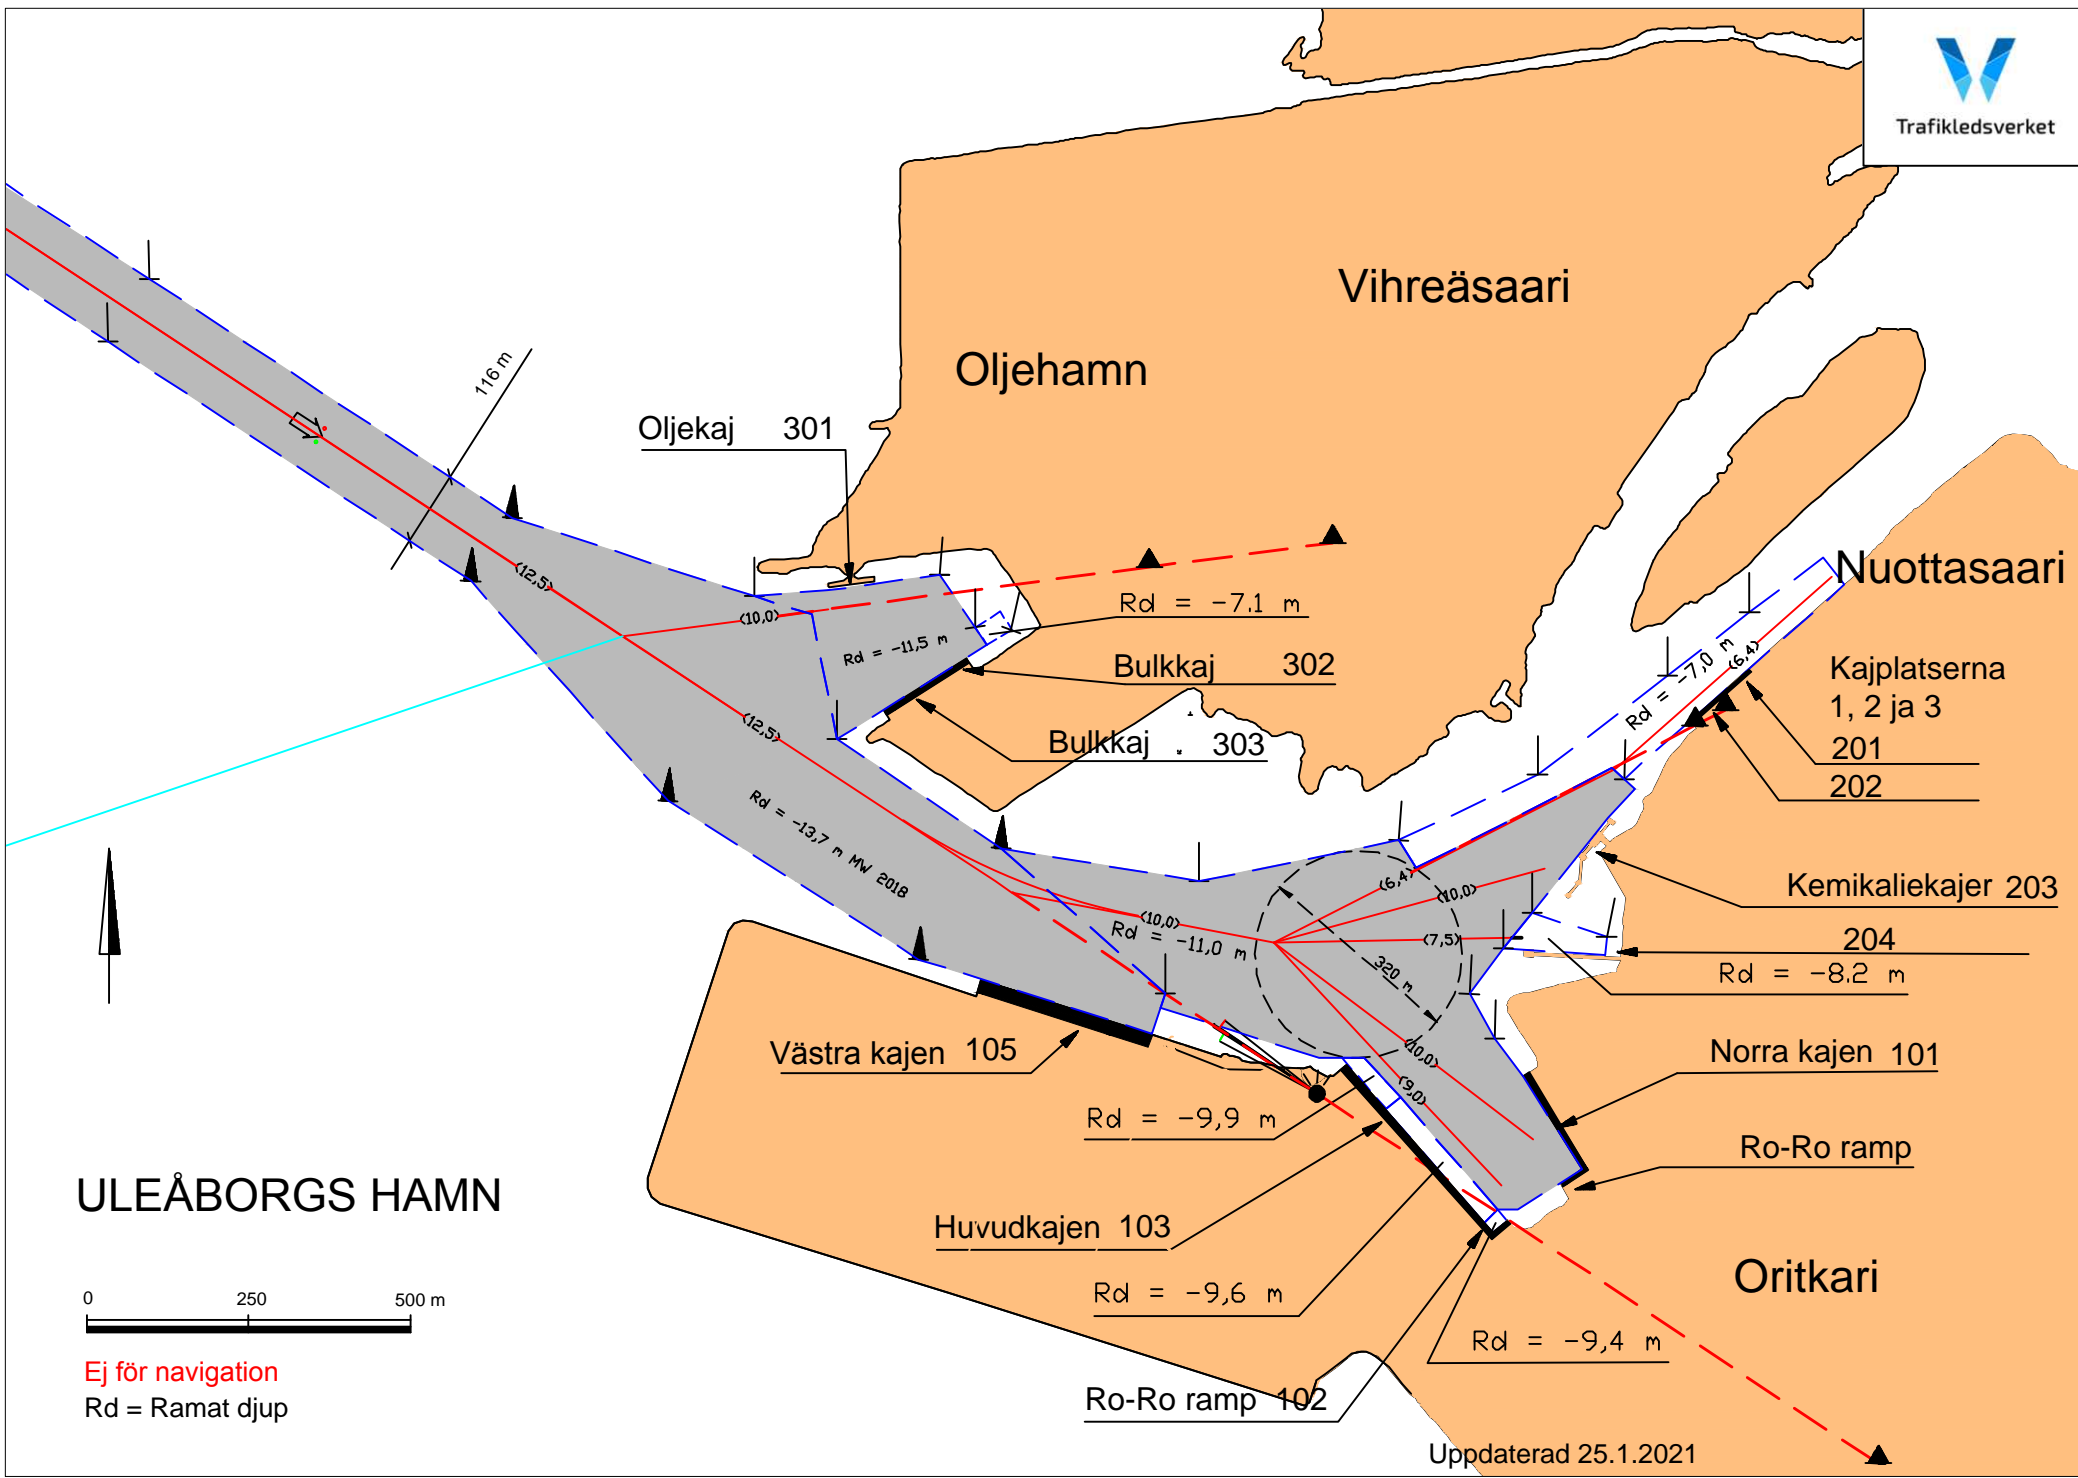 Trafikledsverket
Vihreäsaari
Oljehamn
116 m
Oljekaj 301
Nuottasaari
(12,5)
(10,0)
Rd = -7.1 m
Rd = -11,5 m
Bulkkaj 302
Rd = -7,0 m
(6,4)
Kajplatserna
1, 2 ja 3
201
202
(12,5)
Bulkkaj 303
Rd = -13,7 m MW 2018
(6,4)
(10,0)
Kemikaliekajer 203
(10,0)
Rd = -11,0 m
(7,5)
204
320 m
Rd = -8.2 m
Västra kajen 105
(10,0)
Norra kajen 101
(9,0)
Rd = -9,9 m
Ro-Ro ramp
ULEÅBORGS HAMN
Huvudkajen 103
Oritkari
Rd = -9,6 m
0 250 500 m
Rd = -9,4 m
Ej för navigation
Rd = Ramat djup
Ro-Ro ramp 102
Uppdaterad 25.1.2021